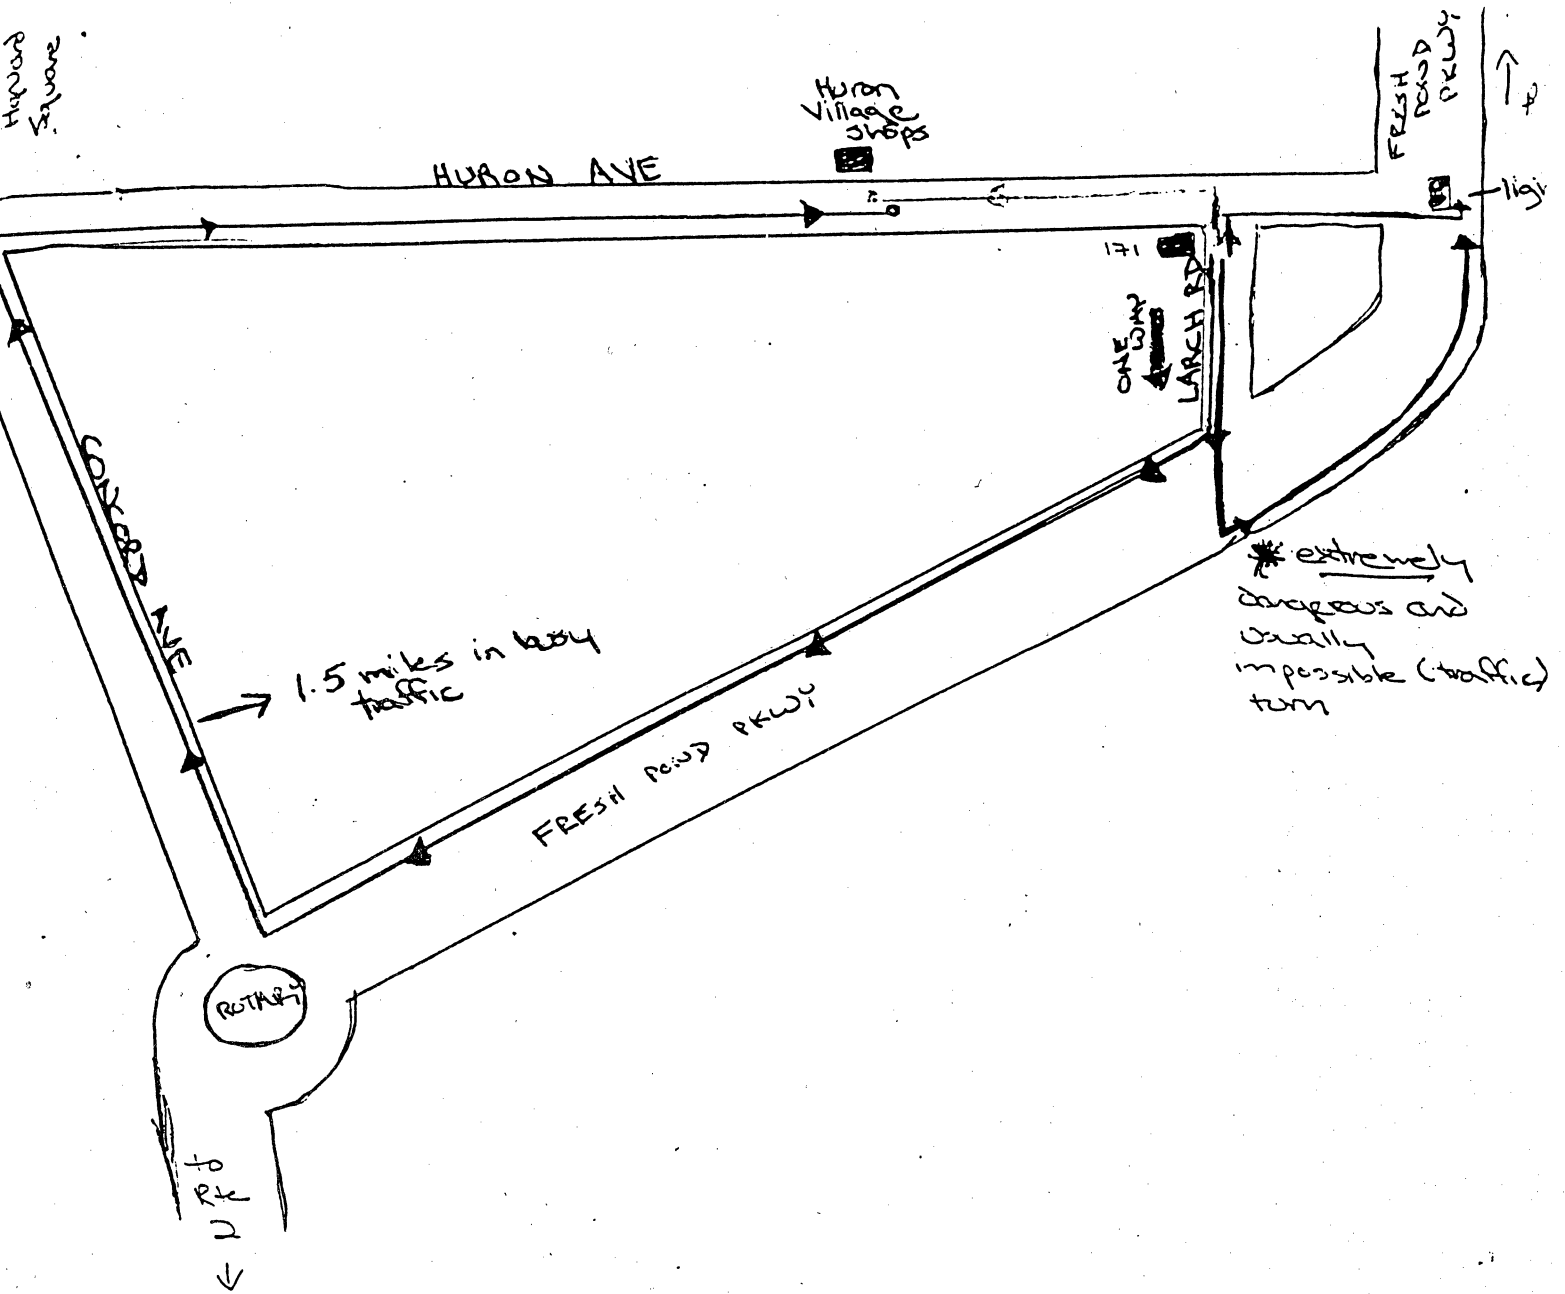 Harvard
Square
Huron
Village
shops
HURON AVE
FRESH
POND
PKWY
to
171
ONE
WAY
LARCH RD
CONCORD AVE
1.5 miles in busy
traffic
* extremely
dangerous and
usually
impossible (traffic)
turn
FRESH POND PKWY
ROTARY
to
Rte
2